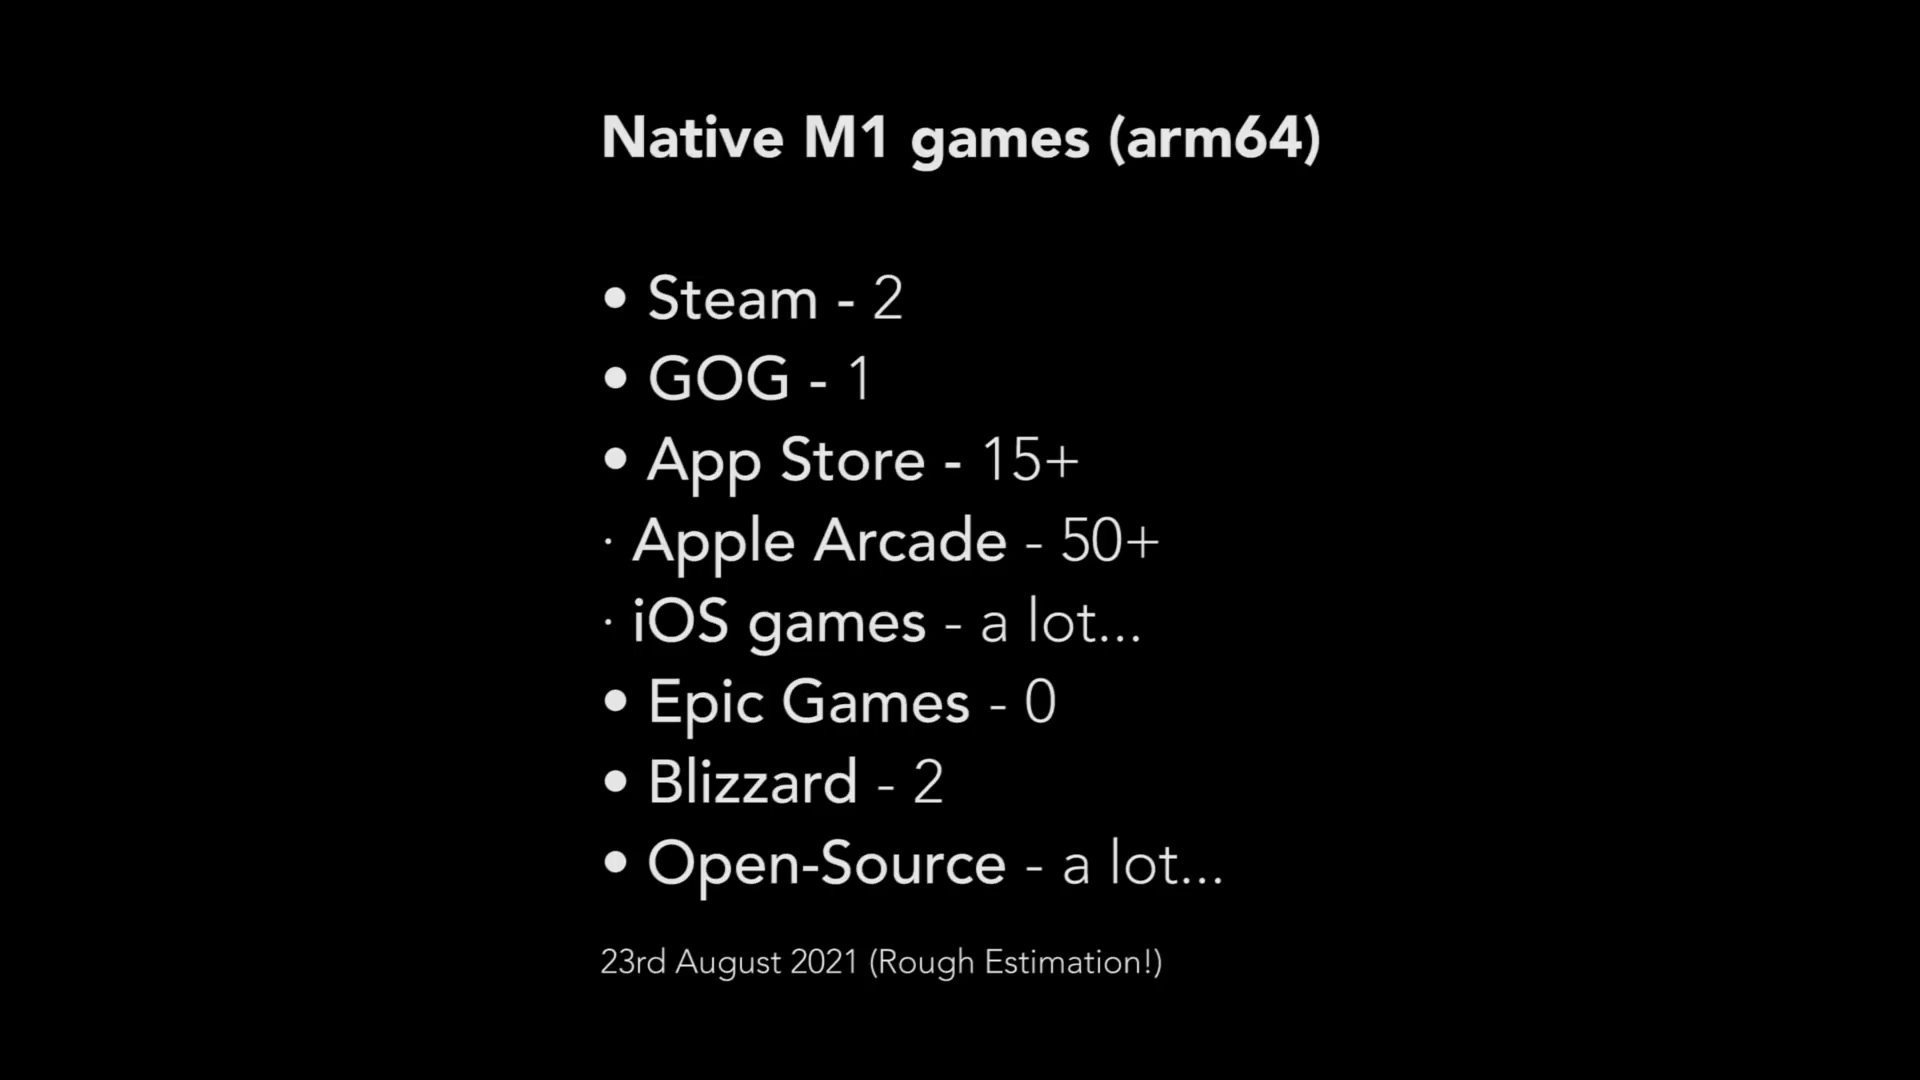 Native M1 games (arm64)
• Steam - 2
• GOG - 1
• App Store - 15+
· Apple Arcade - 50+
· iOS games - a lot...
• Epic Games - 0
• Blizzard - 2
• Open-Source - a lot...
23rd August 2021 (Rough Estimation!)